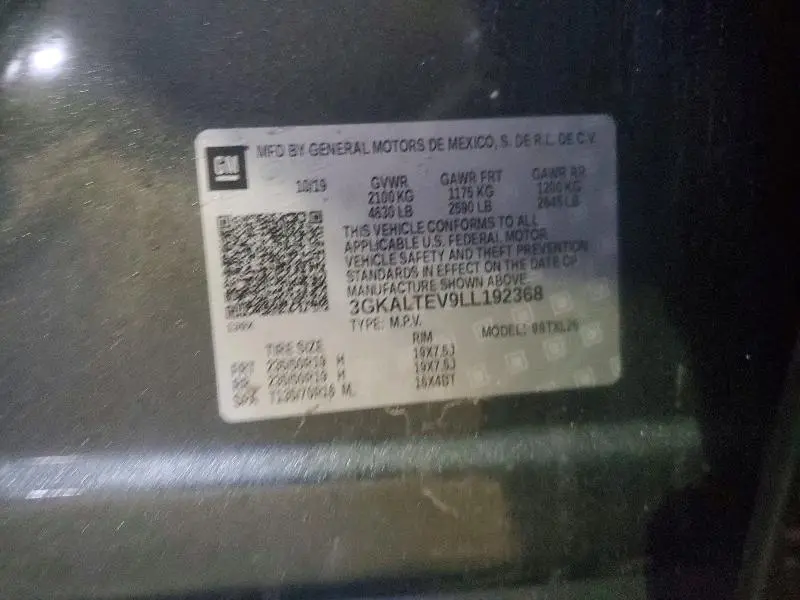 GM
MFD BY GENERAL MOTORS DE MEXICO, S. DE R.L. DE C.V.
10/19 GVWR GAWR FRT GAWR RR
2100 KG 1175 KG 1200 KG
4630 LB 2590 LB 2645 LB
THIS VEHICLE CONFORMS TO ALL
APPLICABLE U.S. FEDERAL MOTOR
VEHICLE SAFETY AND THEFT PREVENTION
STANDARDS IN EFFECT ON THE DATE OF
MANUFACTURE SHOWN ABOVE.
3GKALTEV9LL192368
TYPE: M.P.V. MODEL:
TIRE SIZE RIM
FRT 235/50R19 H 19X7.5J
RR 235/50R19 H 19X7.5J
SPA T135/70R16 M 16X4BT